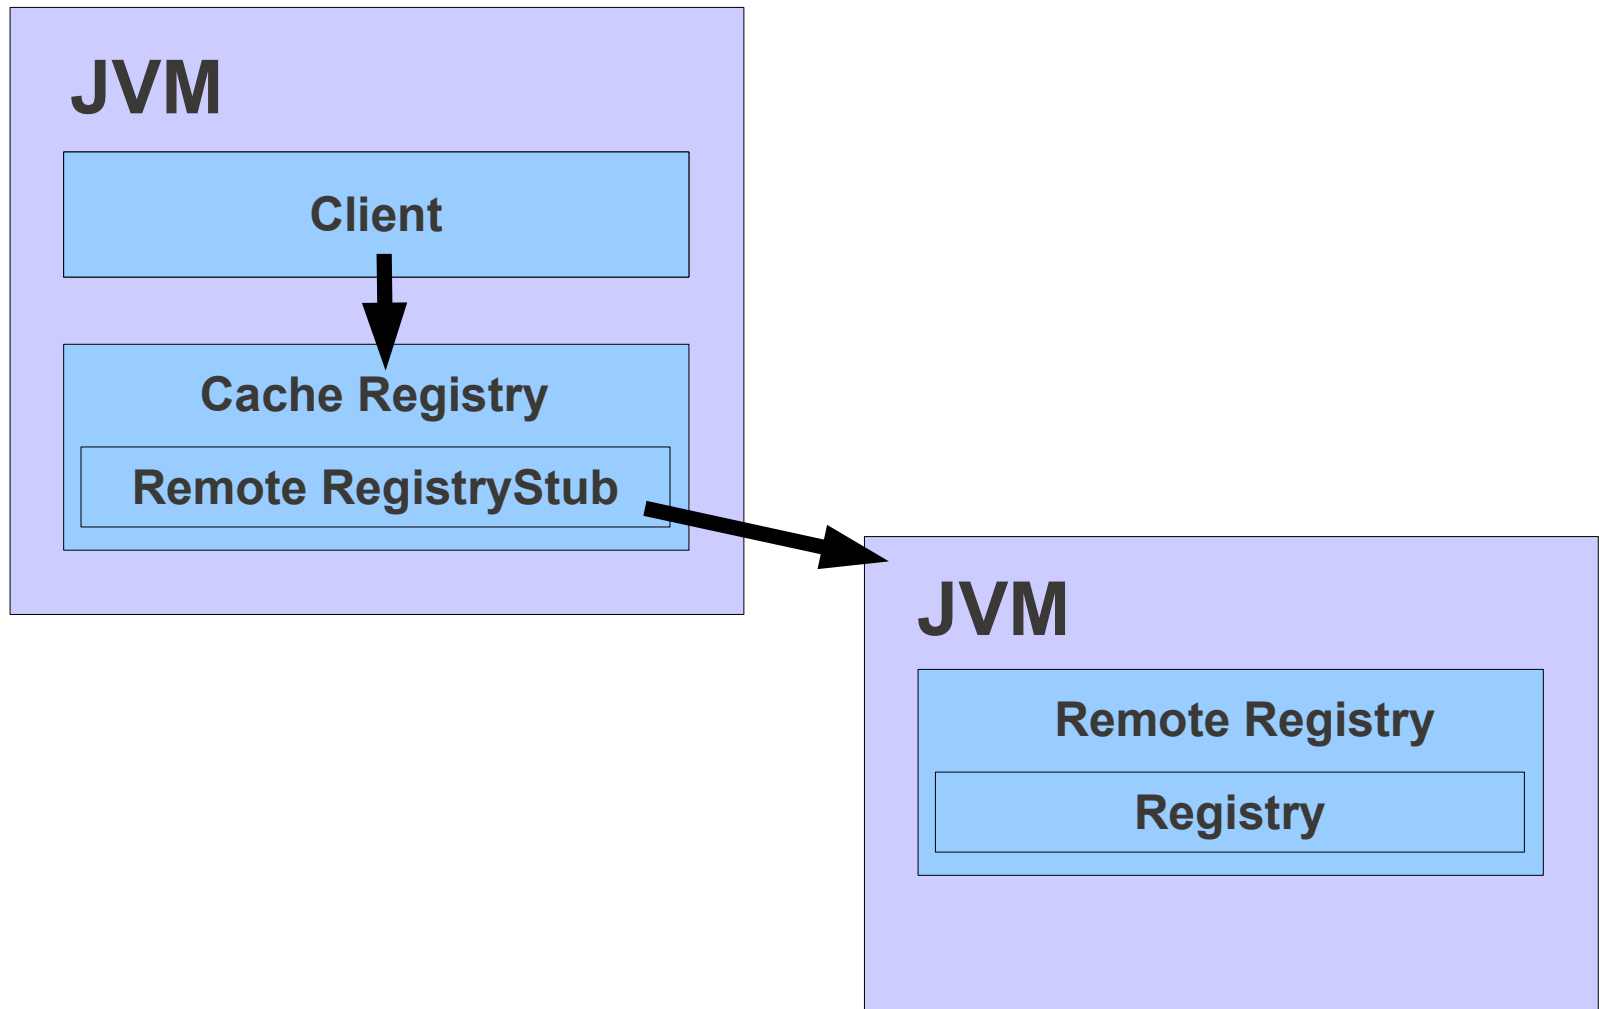 JVM
Client
Cache Registry
Remote RegistryStub
JVM
Remote Registry
Registry